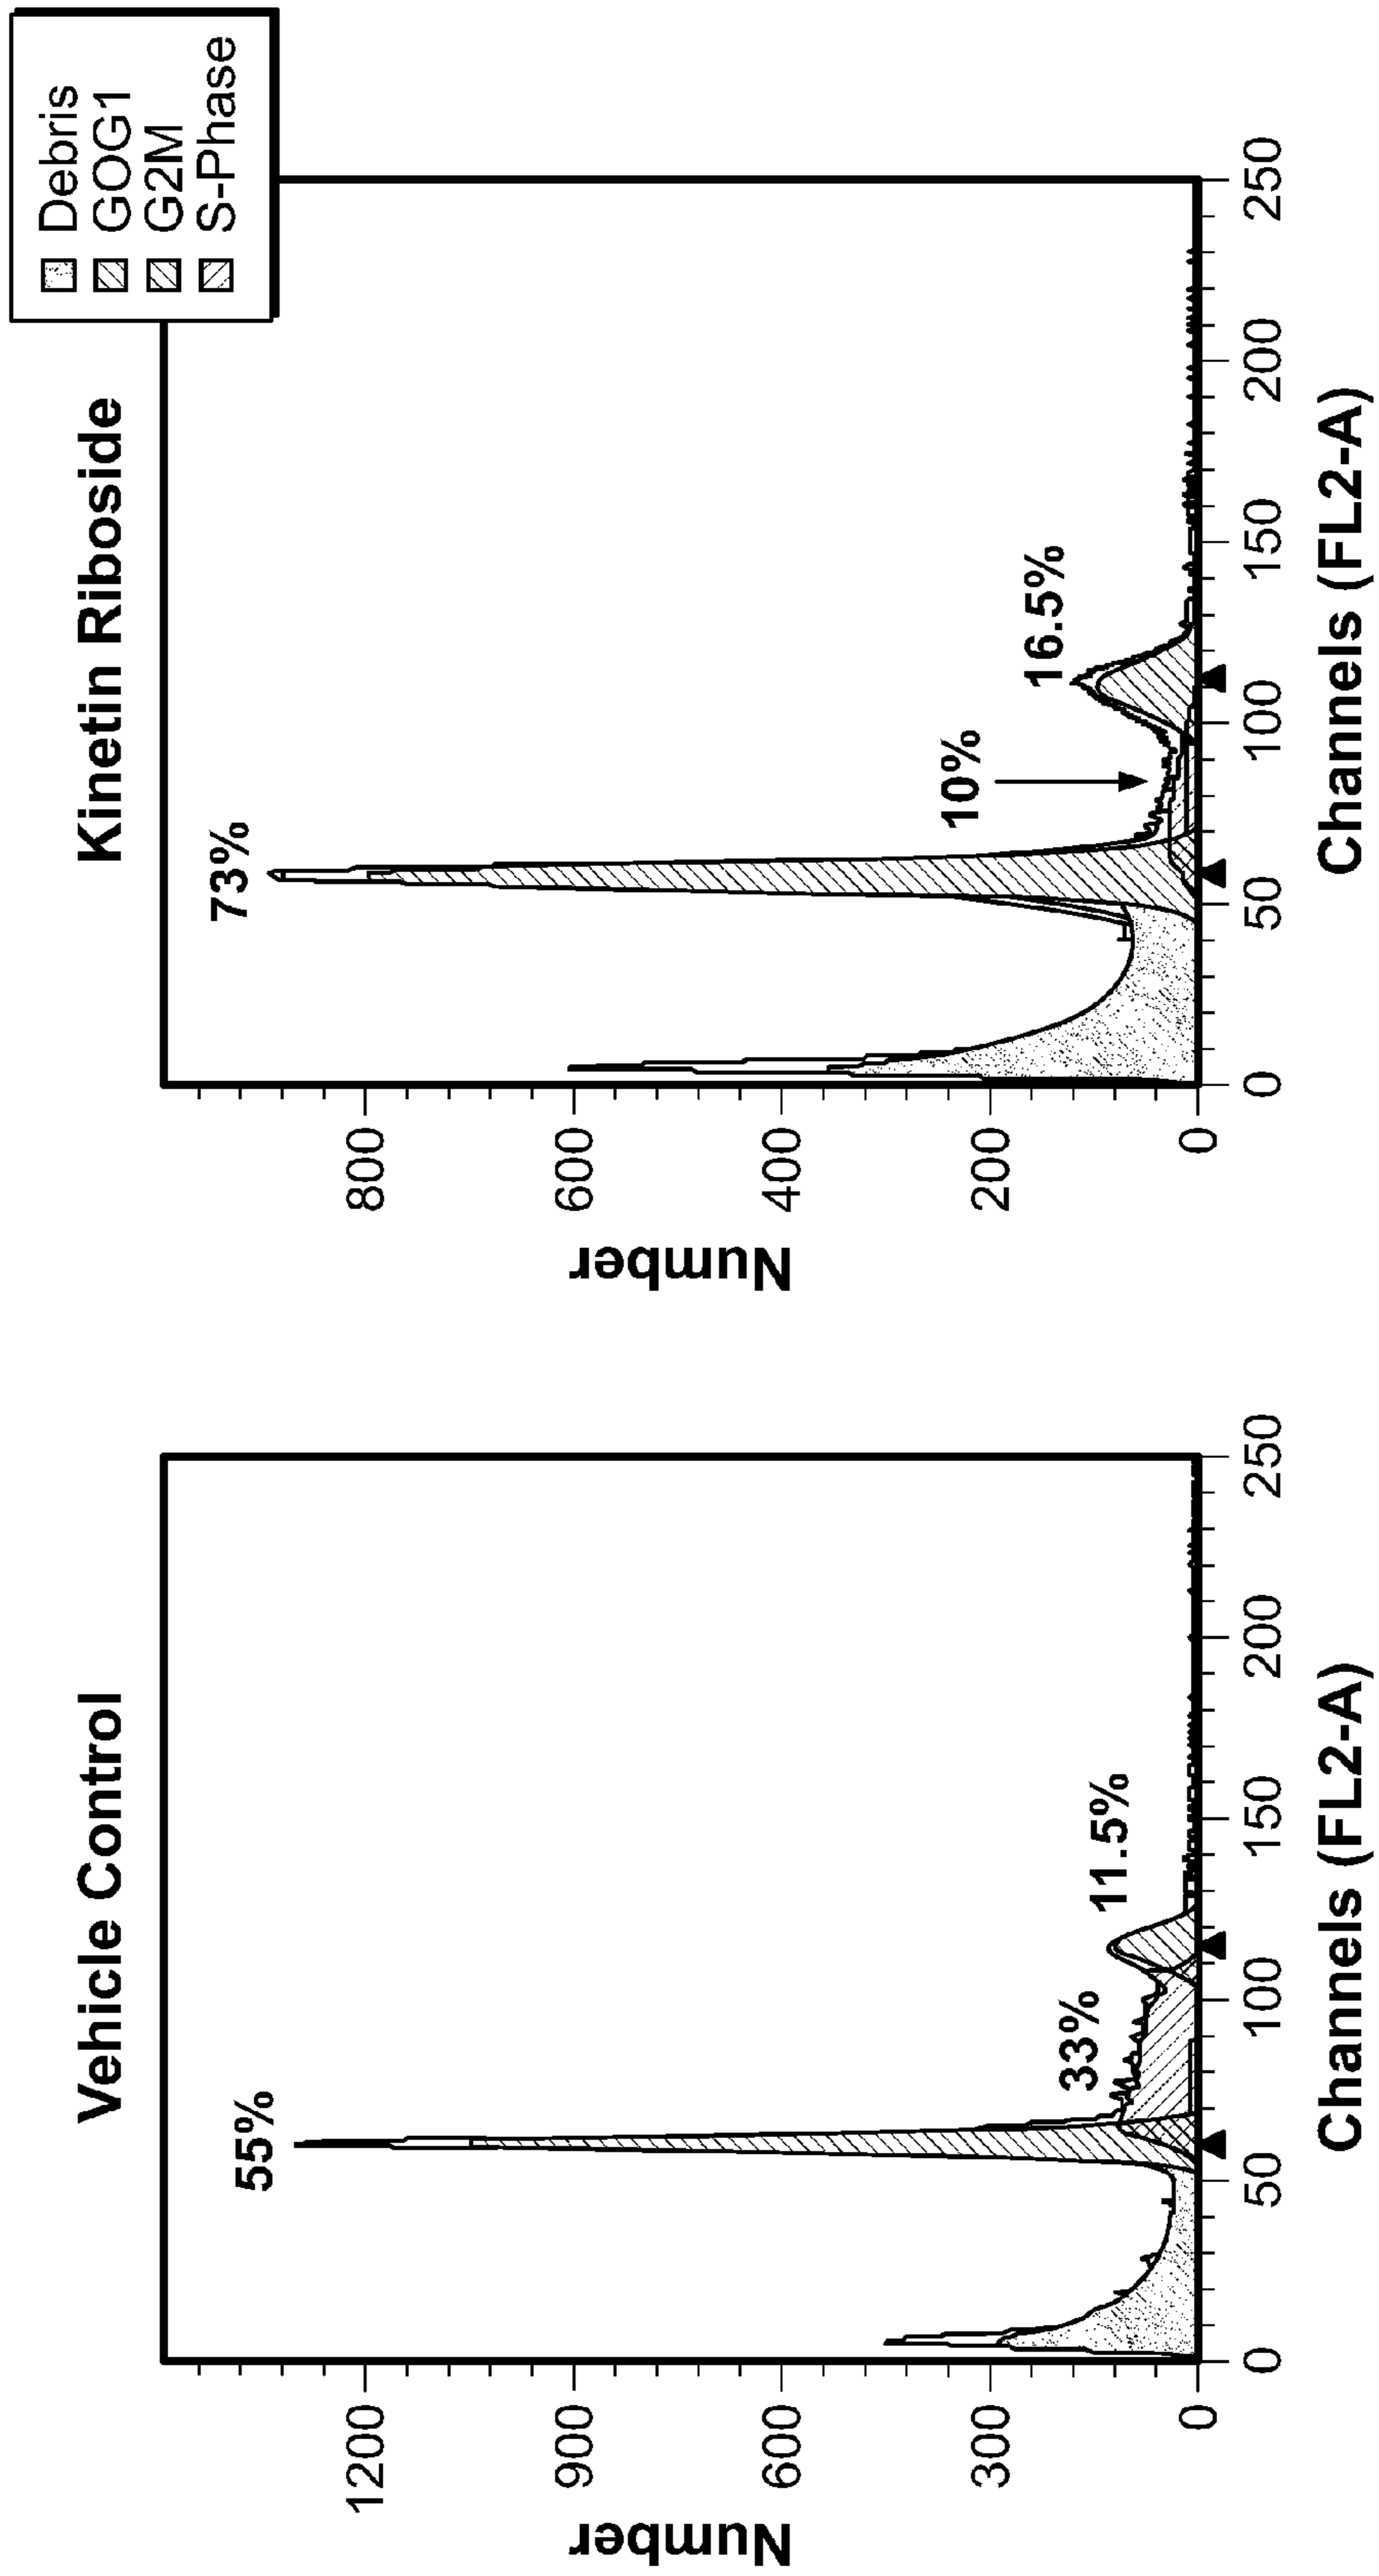 Vehicle Control
Number
1200
900
600
300
0
55%
33%
11.5%
0
50
100
150
200
250
Channels (FL2-A)
Kinetin Riboside
Debris
GOG1
G2M
S-Phase
Number
800
600
400
200
0
73%
10%
16.5%
0
50
100
150
200
250
Channels (FL2-A)